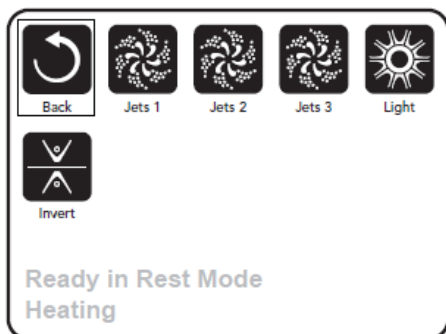 Back Jets 1 Jets 2 Jets 3 Light
Invert
Ready in Rest Mode
Heating